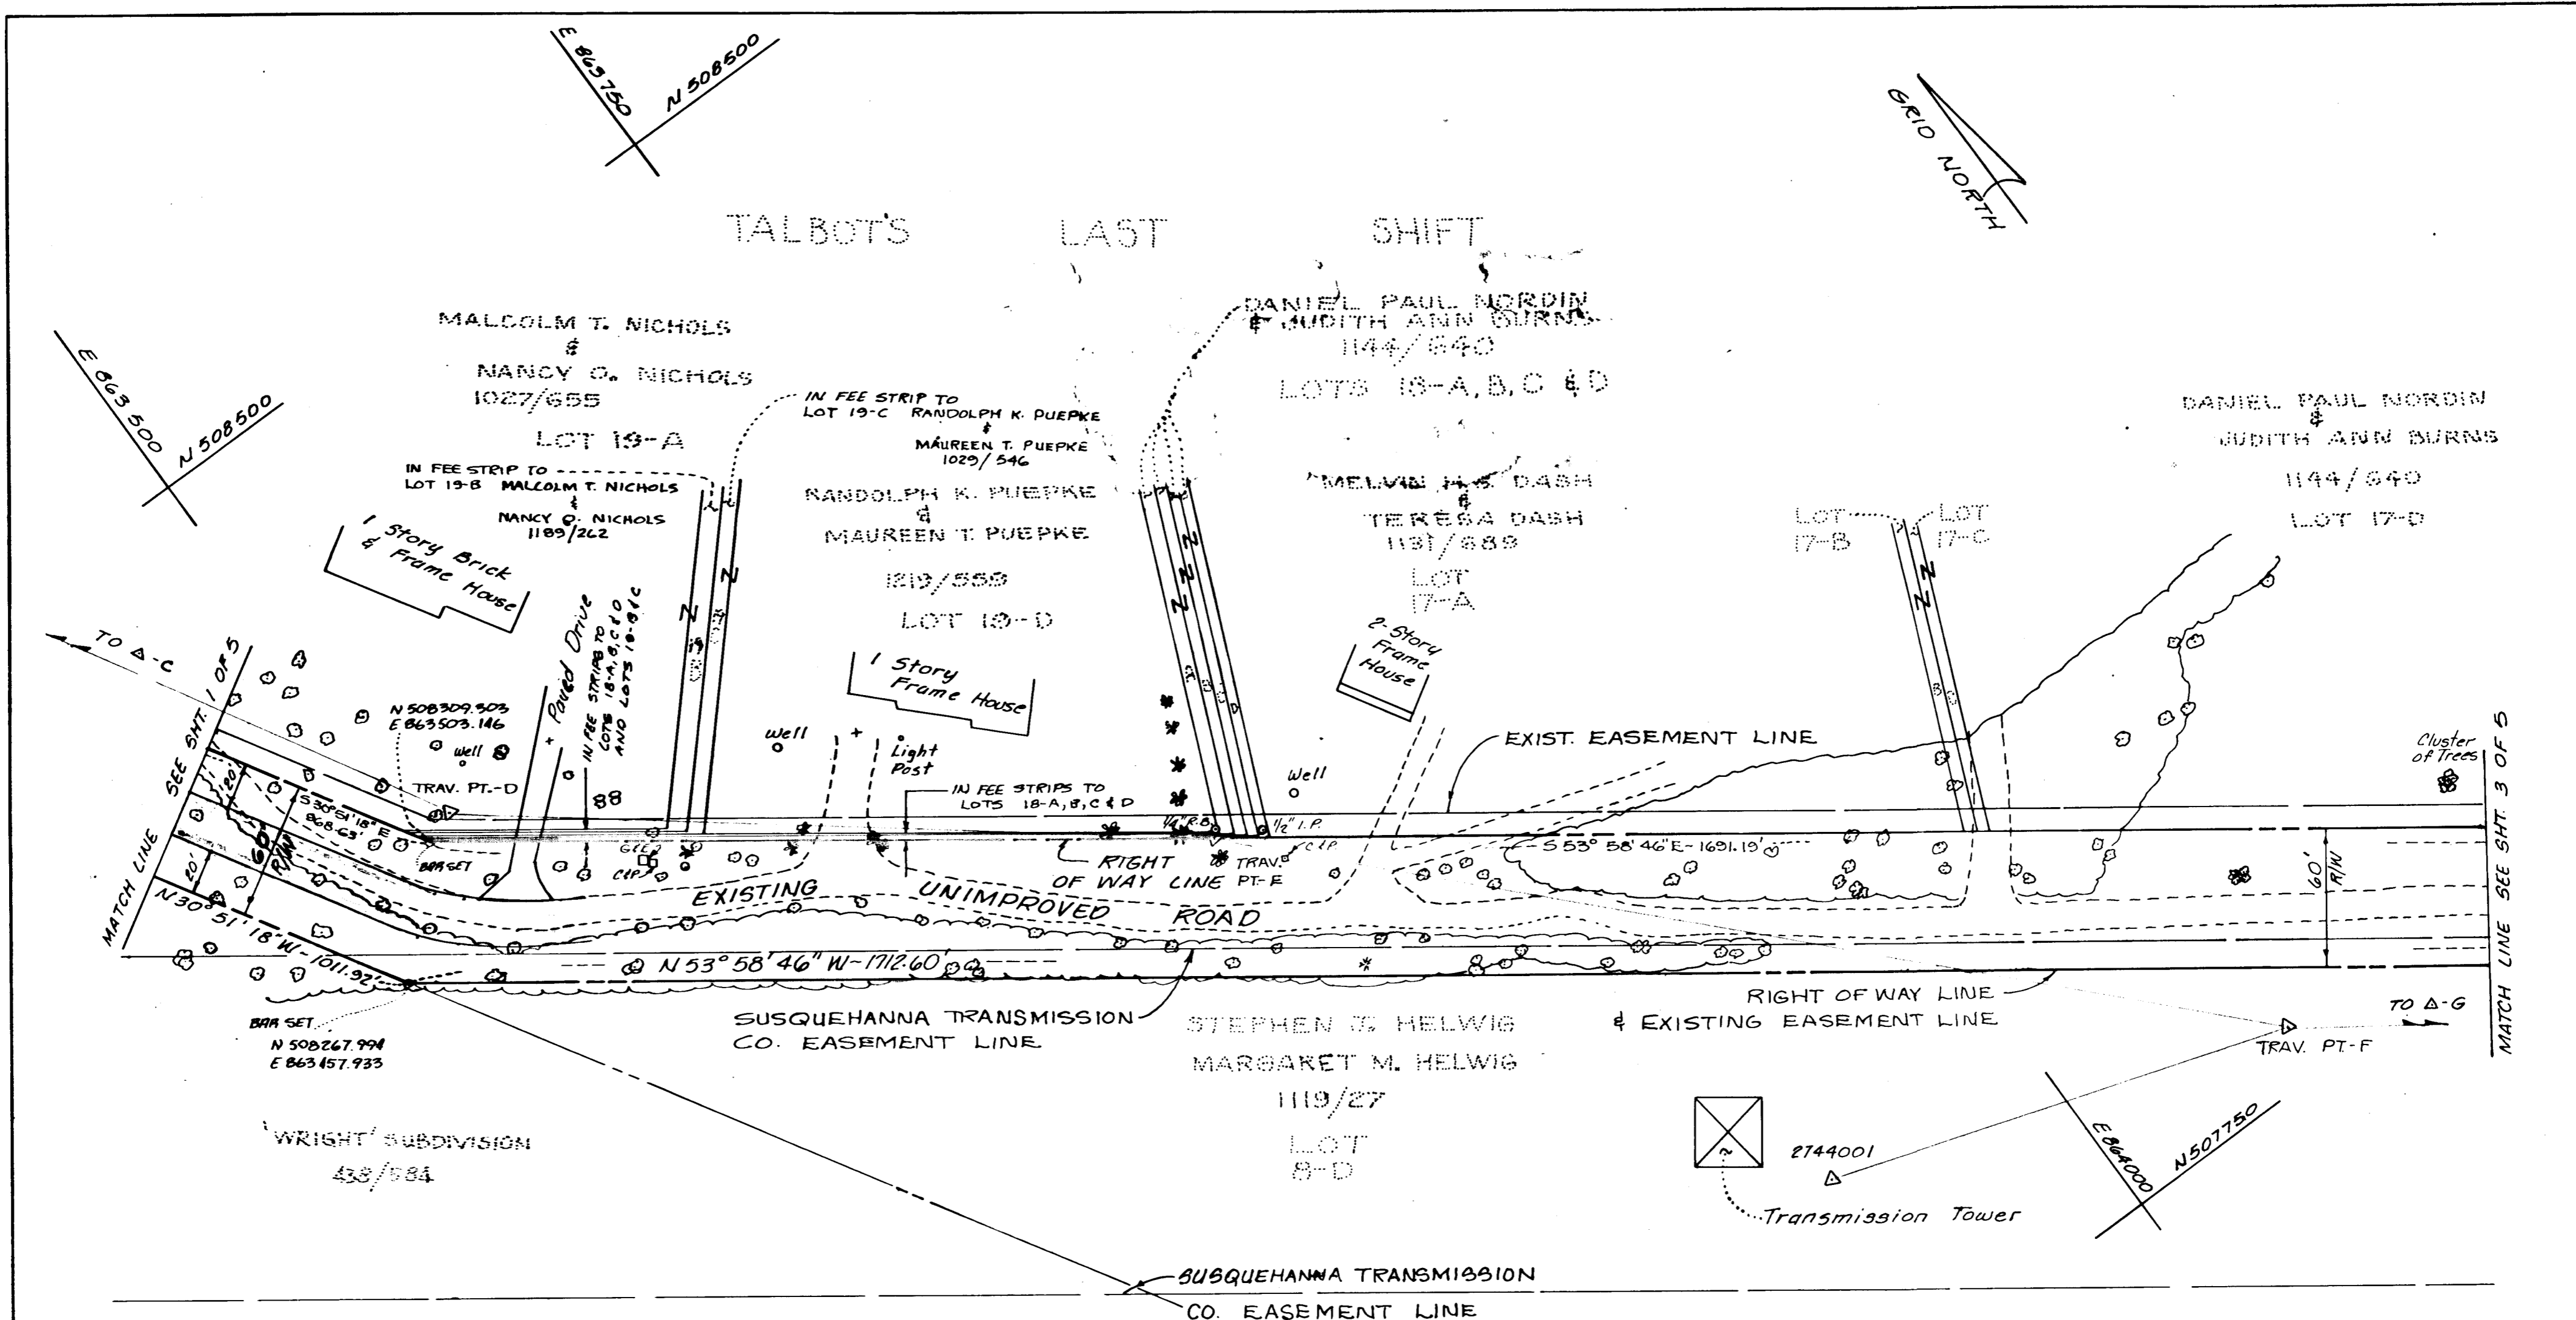 E 863750
N 508500
GRID NORTH
TALBOT'S LAST SHIFT
E 863500
N 508500
MALCOLM T. NICHOLS
&
NANCY O. NICHOLS
1027/655
LOT 19-A
IN FEE STRIP TO
LOT 19-B MALCOLM T. NICHOLS
&
NANCY O. NICHOLS
1189/262
IN FEE STRIP TO
LOT 19-C RANDOLPH K. PUEPKE
&
MAUREEN T. PUEPKE
1029/546
RANDOLPH K. PUEPKE
&
MAUREEN T. PUEPKE
1219/559
LOT 19-D
DANIEL PAUL NORDIN
& JUDITH ANN BURNS
1144/640
LOTS 18-A, B, C & D
MELVIN H. DASH
&
TERESA DASH
1131/689
LOT
17-A
LOT
17-B
LOT
17-C
DANIEL PAUL NORDIN
&
JUDITH ANN BURNS
1144/640
LOT 17-D
1 Story Brick
& Frame House
Paved Drive
IN FEE STRIPS TO
LOTS 18-A, B, C & D
AND LOTS 19-B & C
1 Story
Frame House
2-Story
Frame
House
TO Δ-C
MATCH LINE SEE SHT. 1 OF 5
N 508309.303
E 863503.146
Well
TRAV. PT.-D
88
Well
Light
Post
IN FEE STRIPS TO
LOTS 18-A, B, C & D
Well
EXIST. EASEMENT LINE
Cluster
of Trees
MATCH LINE SEE SHT. 3 OF 5
20'
S 30° 51' 18" E
968.63'
60'
R/W
20'
BAR SET
G&E
C&P
1/2" I.P.
C&P
RIGHT
OF WAY LINE
TRAV.
PT-E
S 53° 58' 46" E-1691.19'
60'
R/W
EXISTING UNIMPROVED ROAD
N 30° 51' 18" W-1011.92'
N 53° 58' 46" W-1712.60'
BAR SET
N 508267.994
E 863457.933
SUSQUEHANNA TRANSMISSION
CO. EASEMENT LINE
STEPHEN J. HELWIG
MARGARET M. HELWIG
1119/27
LOT
8-D
RIGHT OF WAY LINE
& EXISTING EASEMENT LINE
TO Δ-G
TRAV. PT-F
'WRIGHT' SUBDIVISION
438/584
2744001
Transmission Tower
E 864000
N 507750
SUSQUEHANNA TRANSMISSION
CO. EASEMENT LINE